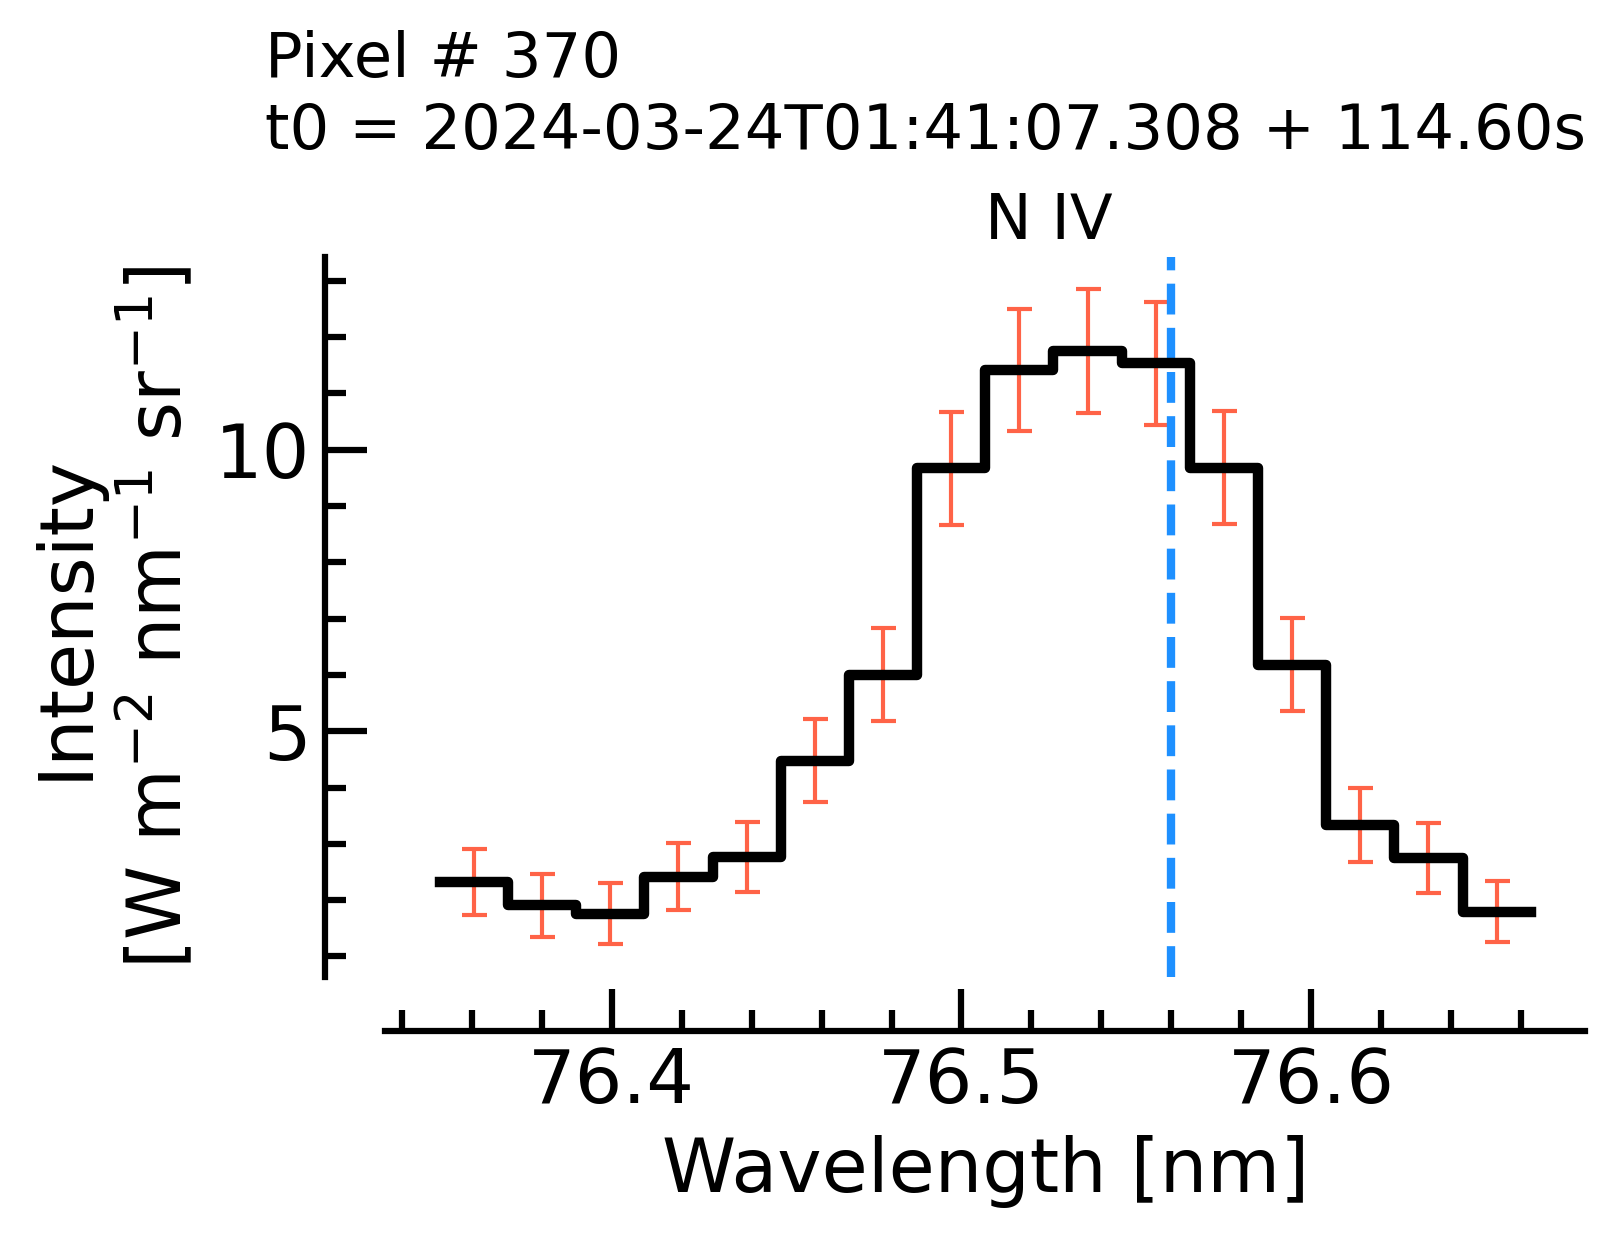 Pixel # 370
t0 = 2024-03-24T01:41:07.308 + 114.60s
N IV
Intensity
[W m⁻² nm⁻¹ sr⁻¹]
10
5
76.4 76.5 76.6
Wavelength [nm]